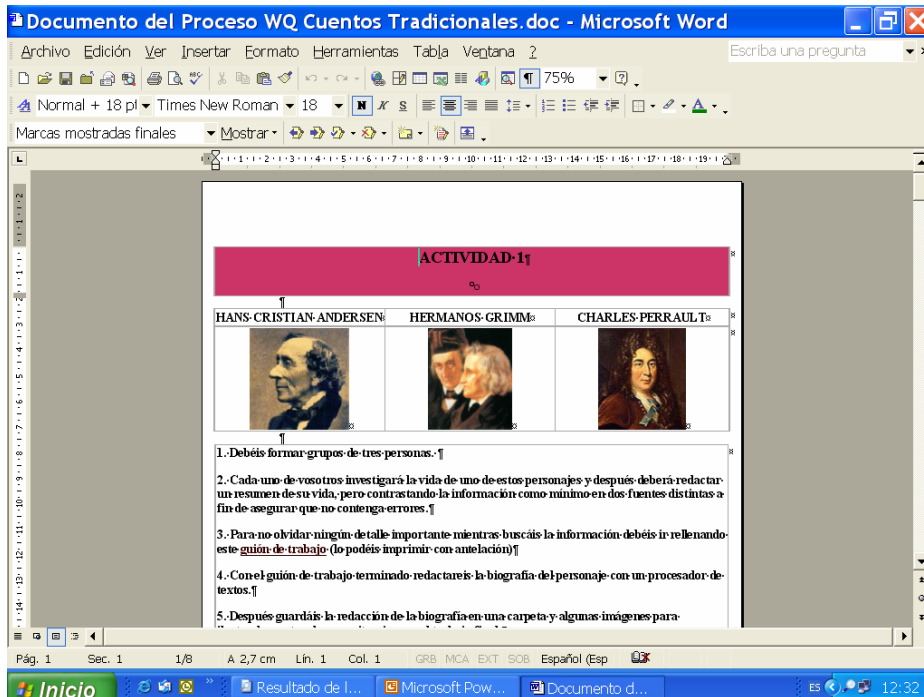 Documento del Proceso WQ Cuentos Tradicionales.doc - Microsoft Word
Archivo Edición Ver Insertar Formato Herramientas Tabla Ventana ? Escriba una pregunta
75%
Normal + 18 pt Times New Roman 18 N K S A
Marcas mostradas finales Mostrar
ACTIVIDAD 1
HANS CRISTIAN ANDERSEN HERMANOS GRIMM CHARLES PERRAULT
1. Debéis formar grupos de tres personas.
2. Cada uno de vosotros investigará la vida de uno de estos personajes y después deberá redactar
un resumen de su vida, pero contrastando la información como mínimo en dos fuentes distintas a
fin de asegurar que no contenga errores.
3. Para no olvidar ningún detalle importante mientras buscáis la información debéis ir rellenando
este guión de trabajo (lo podéis imprimir con antelación)
4. Con el guión de trabajo terminado redactareis la biografía del personaje con un procesador de
textos.
5. Después guardáis la redacción de la biografía en una carpeta y algunas imágenes para
Pág. 1 Sec. 1 1/8 A 2,7 cm Lín. 1 Col. 1 GRB MCA EXT SOB Español (Esp
Inicio Resultado de l... Microsoft Pow... Documento d... ES 12:32